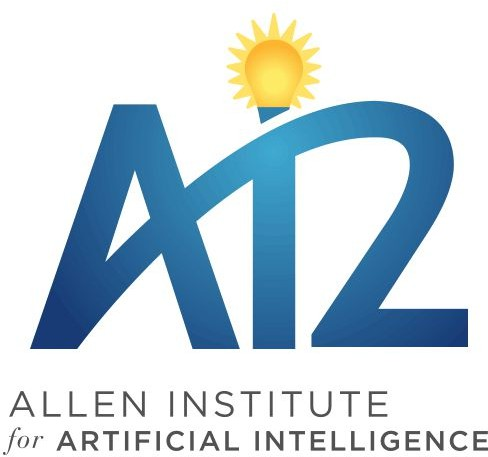 AI2
ALLEN INSTITUTE
for ARTIFICIAL INTELLIGENCE